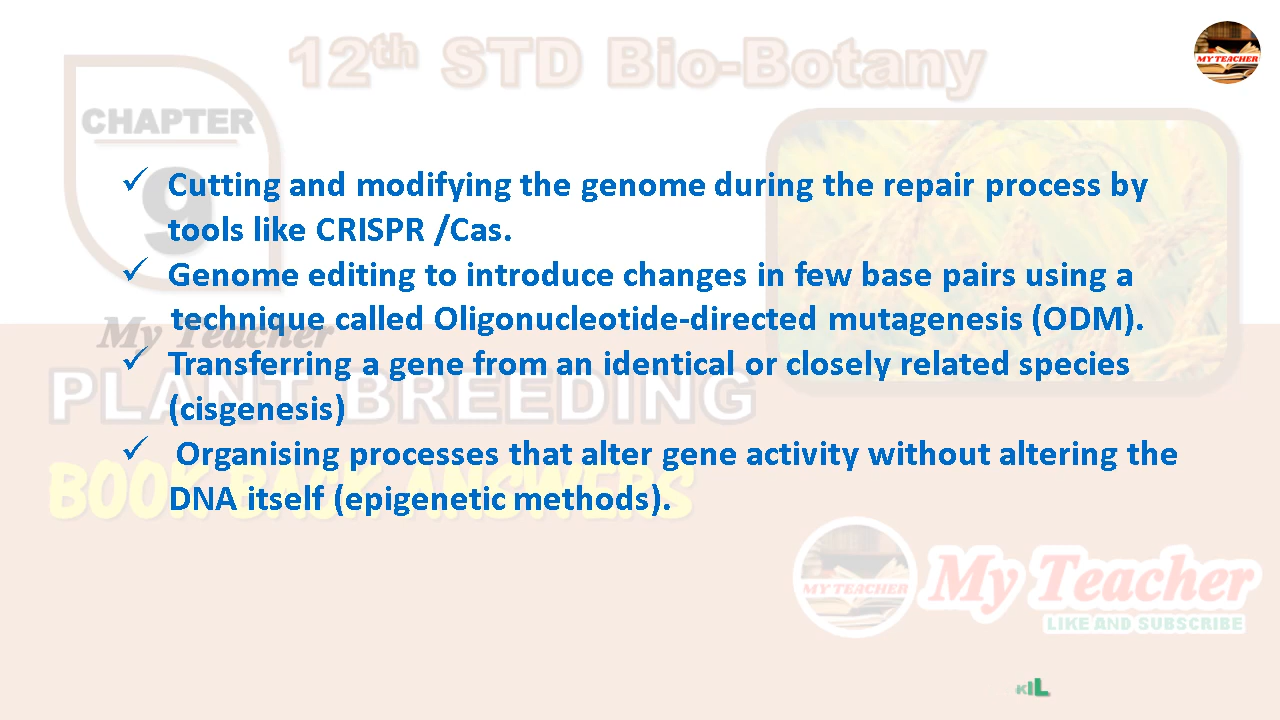 12th STD Bio-Botany
MY TEACHER
CHAPTER
9
✓ Cutting and modifying the genome during the repair process by
tools like CRISPR /Cas.
✓ Genome editing to introduce changes in few base pairs using a
technique called Oligonucleotide-directed mutagenesis (ODM).
My Teacher
✓ Transferring a gene from an identical or closely related species
(cisgenesis)
PLANT BREEDING
✓ Organising processes that alter gene activity without altering the
DNA itself (epigenetic methods).
BOOK BACK ANSWERS
MY TEACHER
My Teacher
LIKE AND SUBSCRIBE